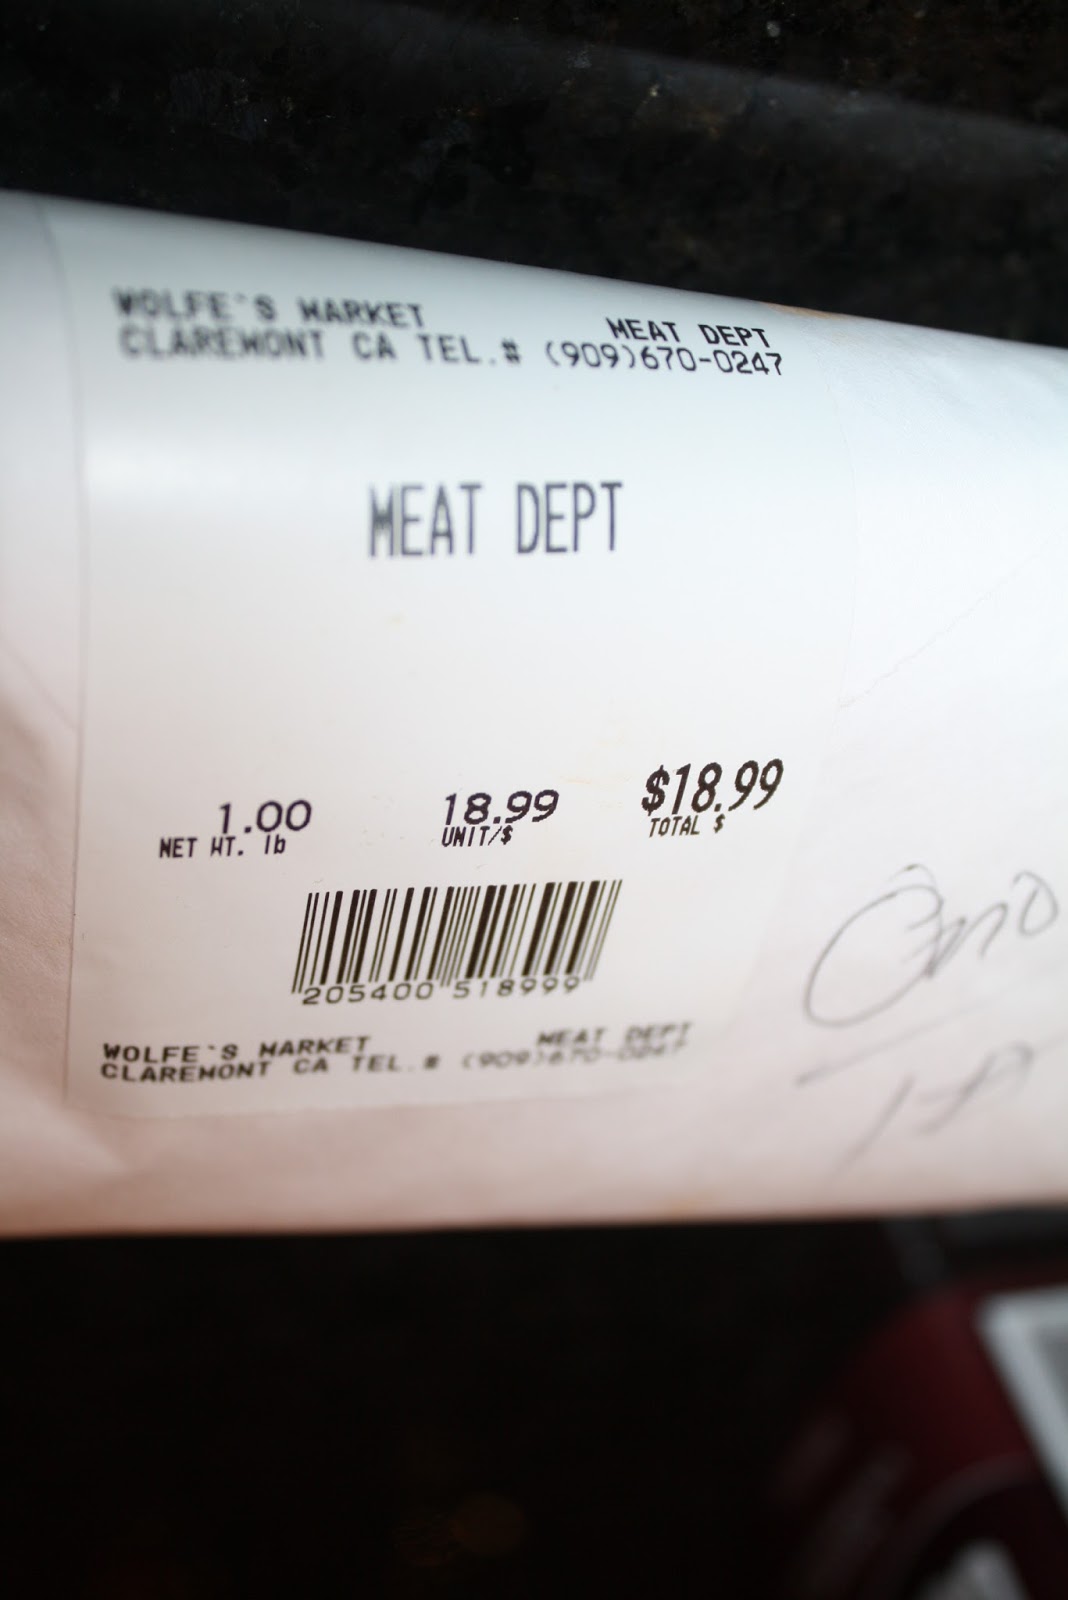 WOLFE`S MARKET MEAT DEPT
CLAREMONT CA TEL.# (909)670-0247
MEAT DEPT
1.00 18.99 $18.99
NET WT. lb UNIT/$ TOTAL $
205400 518999
WOLFE`S MARKET MEAT DEPT
CLAREMONT CA TEL.# (909)670-0247